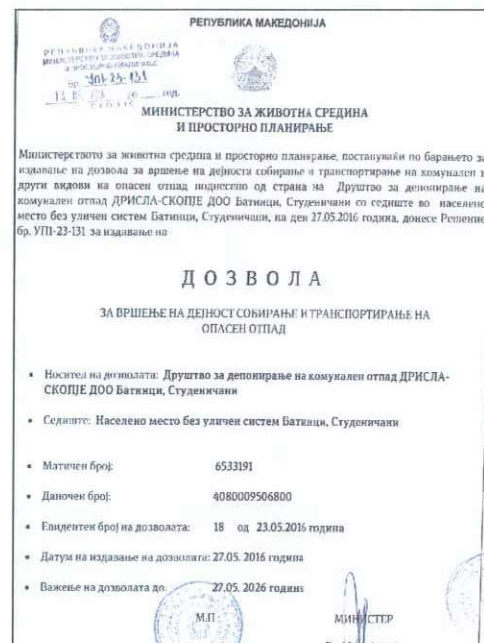 РЕПУБЛИКА МАКЕДОНИЈА
РЕПУБЛИКА МАКЕДОНИЈА
УП1-23-131
СКОПЈЕ
МИНИСТЕРСТВО ЗА ЖИВОТНА СРЕДИНА
И ПРОСТОРНО ПЛАНИРАЊЕ
Министерството за животна средина и просторно планирање, постапувајќи по барањето за
издавање на дозвола за вршење на дејноста собирање и транспортирање на комунален и
други видови на опасен отпад поднесено од страна на Друштво за депонирање на
комунален отпад ДРИСЛА-СКОПЈЕ ДОО Батинци, Студеничани со седиште во населено
место без уличен систем Батинци, Студеничани, на ден 27.05.2016 година, донесе Решение
бр. УП1-23-131 за издавање на
ДОЗВОЛА
ЗА ВРШЕЊЕ НА ДЕЈНОСТ СОБИРАЊЕ И ТРАНСПОРТИРАЊЕ НА
ОПАСЕН ОТПАД
• Носител на дозволата: Друштво за депонирање на комунален отпад ДРИСЛА-
СКОПЈЕ ДОО Батинци, Студеничани
• Седиште: Населено место без уличен систем Батинци, Студеничани
• Матичен број: 6533191
• Даночен број: 4080009506800
• Евидентен број на дозволата: 18 од 23.05.2016 година
• Датум на издавање на дозволата: 27.05. 2016 година
• Важење на дозволата до: 27.05. 2026 година
М.П МИНИСТЕР